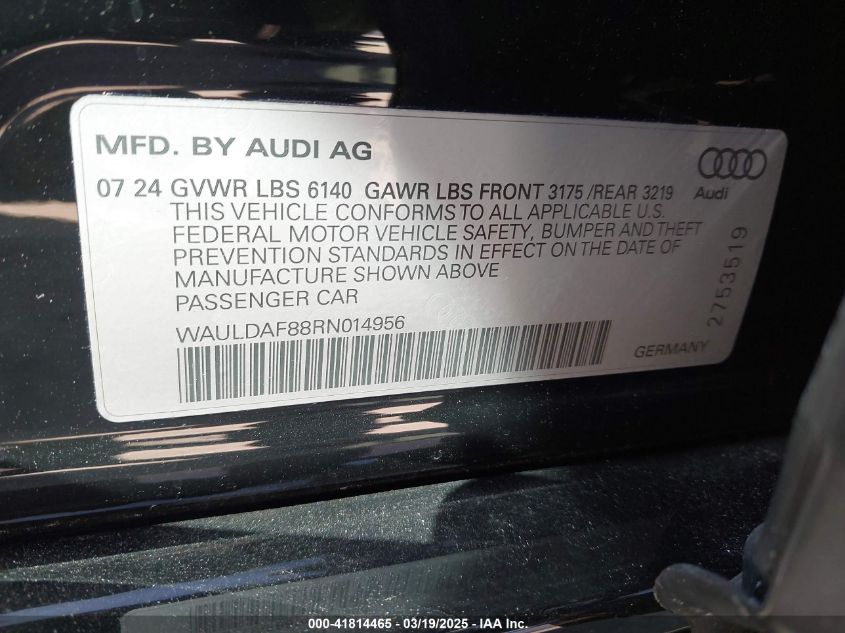 MFD. BY AUDI AG
Audi
07 24 GVWR LBS 6140 GAWR LBS FRONT 3175 /REAR 3219
THIS VEHICLE CONFORMS TO ALL APPLICABLE U.S.
FEDERAL MOTOR VEHICLE SAFETY, BUMPER AND THEFT
PREVENTION STANDARDS IN EFFECT ON THE DATE OF
MANUFACTURE SHOWN ABOVE
PASSENGER CAR
WAULDAF88RN014956
2753519
GERMANY
000-41814465 - 03/19/2025 - IAA Inc.